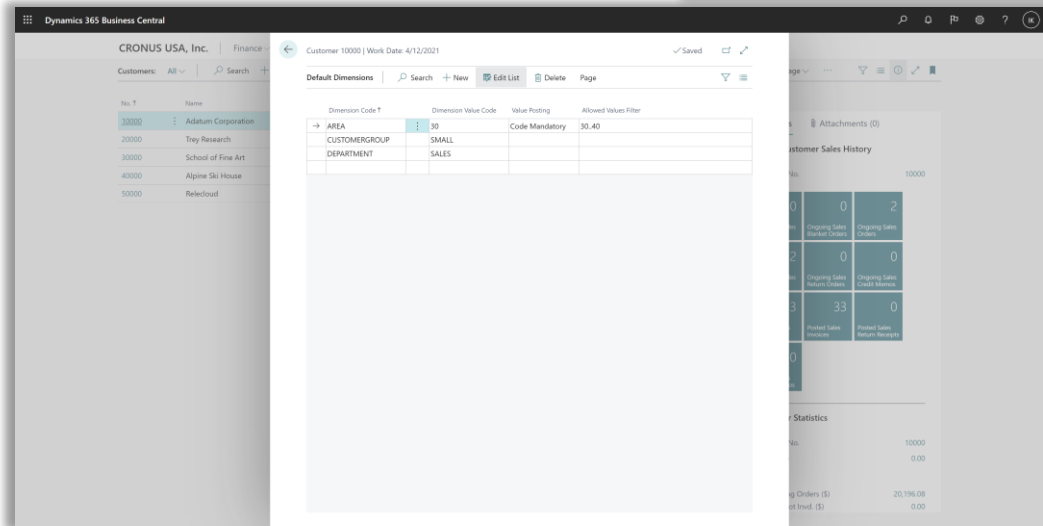 Dynamics 365 Business Central
CRONUS USA, Inc. Finance
Customers: All Search
No. ↑ Name
10000 Adatum Corporation
20000 Trey Research
30000 School of Fine Art
40000 Alpine Ski House
50000 Relecloud
Customer 10000 | Work Date: 4/12/2021 Saved
Default Dimensions Search New Edit List Delete Page
Dimension Code ↑ Dimension Value Code Value Posting Allowed Values Filter
AREA 30 Code Mandatory 30..40
CUSTOMERGROUP SMALL
DEPARTMENT SALES
Attachments (0)
Customer Sales History
No. 10000
0 0 2
Ongoing Sales Ongoing Sales
Blanket Orders Orders
2 0 0
Ongoing Sales Ongoing Sales
Return Orders Credit Memos
3 33 0
Posted Sales Posted Sales
Invoices Return Receipts
0
Statistics
No. 10000
0.00
Orders ($) 20,196.08
Invd. ($) 0.00